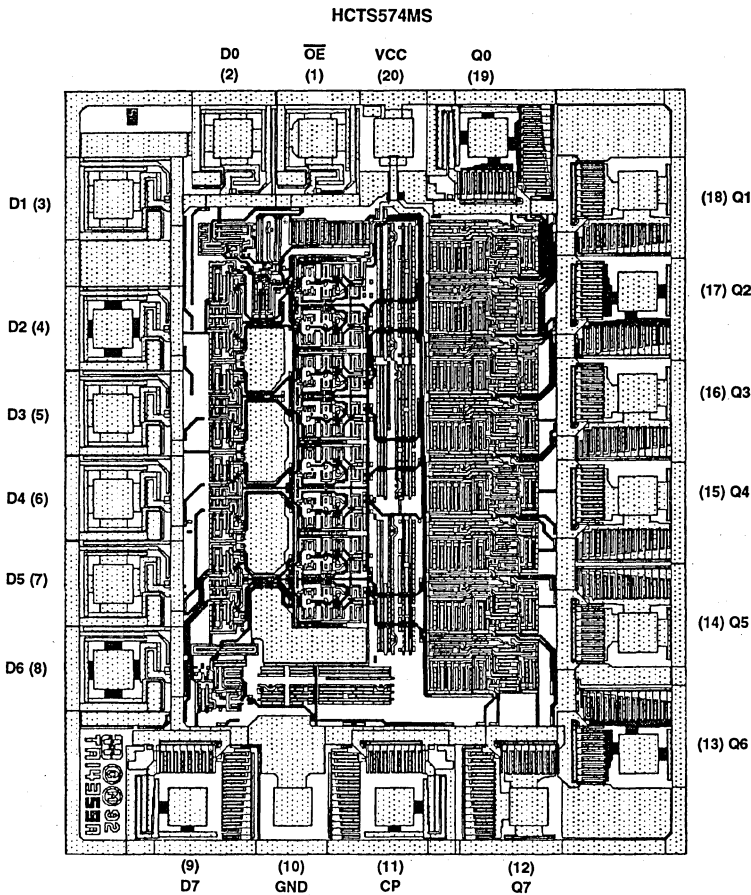 HCTS574MS
D0 OE VCC Q0
(2) (1) (20) (19)
D1 (3)
(18) Q1
D2 (4)
(17) Q2
D3 (5)
(16) Q3
D4 (6)
(15) Q4
D5 (7)
(14) Q5
D6 (8)
(13) Q6
TA14359A
(9) (10) (11) (12)
D7 GND CP Q7